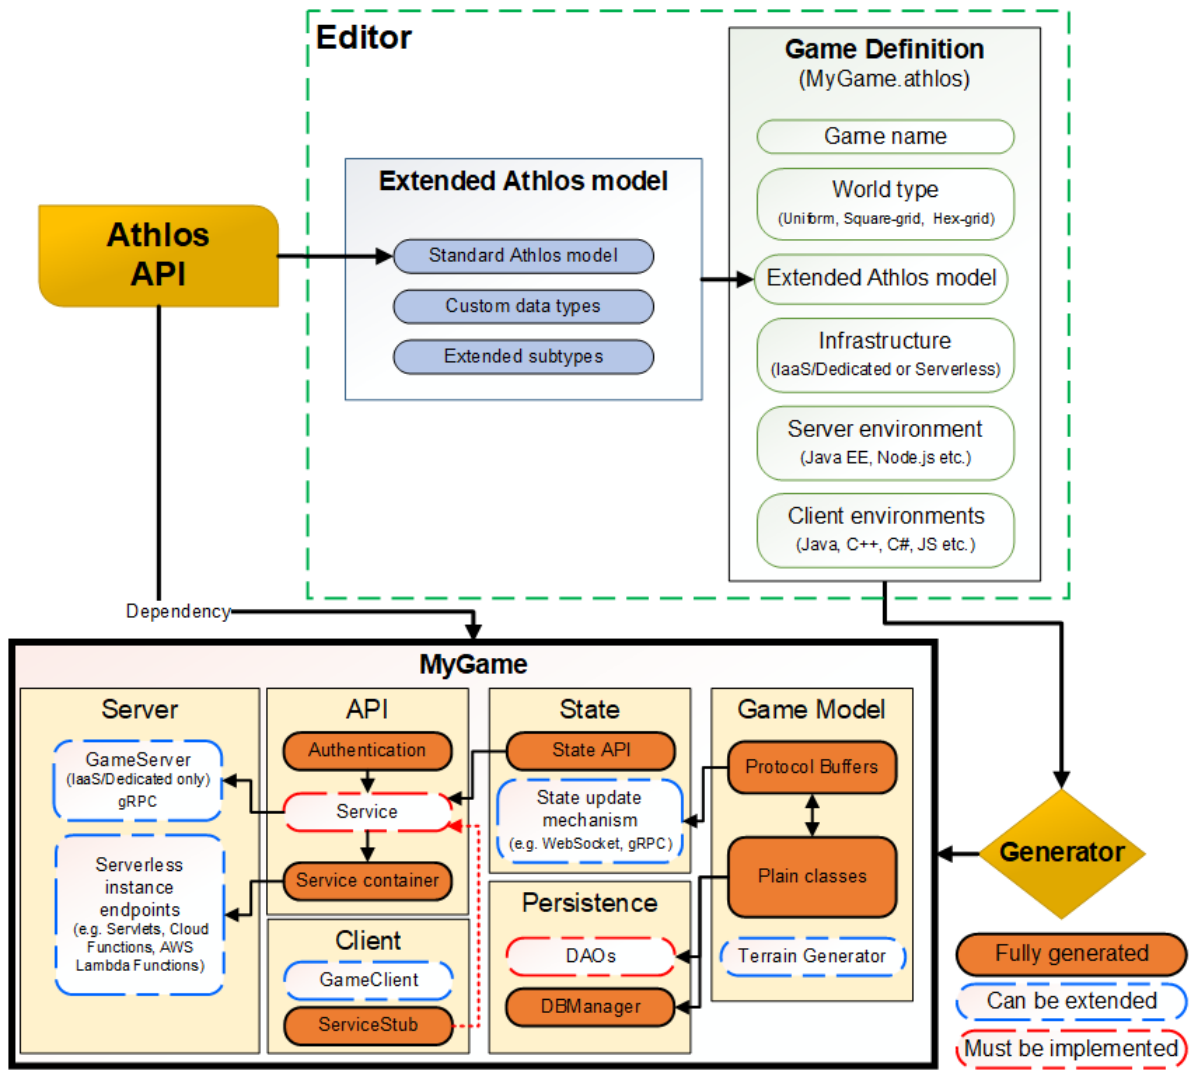 Editor
Game Definition
(MyGame.athlos)
Game name
World type
(Uniform, Square-grid, Hex-grid)
Extended Athlos model
Infrastructure
(IaaS/Dedicated or Serverless)
Server environment
(Java EE, Node.js etc.)
Client environments
(Java, C++, C#, JS etc.)
Extended Athlos model
Standard Athlos model
Custom data types
Extended subtypes
Athlos
API
Dependency
MyGame
Server
GameServer
(IaaS/Dedicated only)
gRPC
Serverless
instance
endpoints
(e.g. Servlets, Cloud
Functions, AWS
Lambda Functions)
API
Authentication
Service
Service container
Client
GameClient
ServiceStub
State
State API
State update
mechanism
(e.g. WebSocket, gRPC)
Persistence
DAOs
DBManager
Game Model
Protocol Buffers
Plain classes
Terrain Generator
Generator
Fully generated
Can be extended
Must be implemented